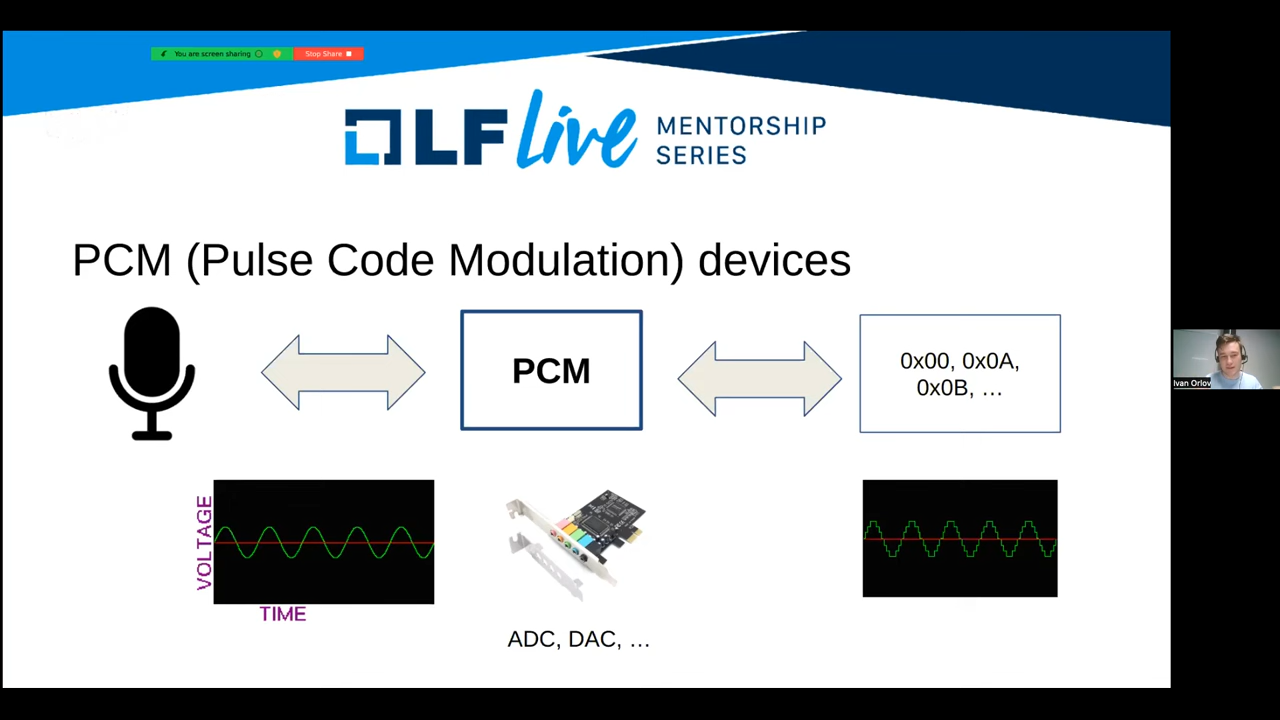 You are screen sharing
Stop Share
LF Live MENTORSHIP
SERIES
PCM (Pulse Code Modulation) devices
PCM
0x00, 0x0A,
0x0B, …
Ivan Orlov
VOLTAGE
TIME
ADC, DAC, …